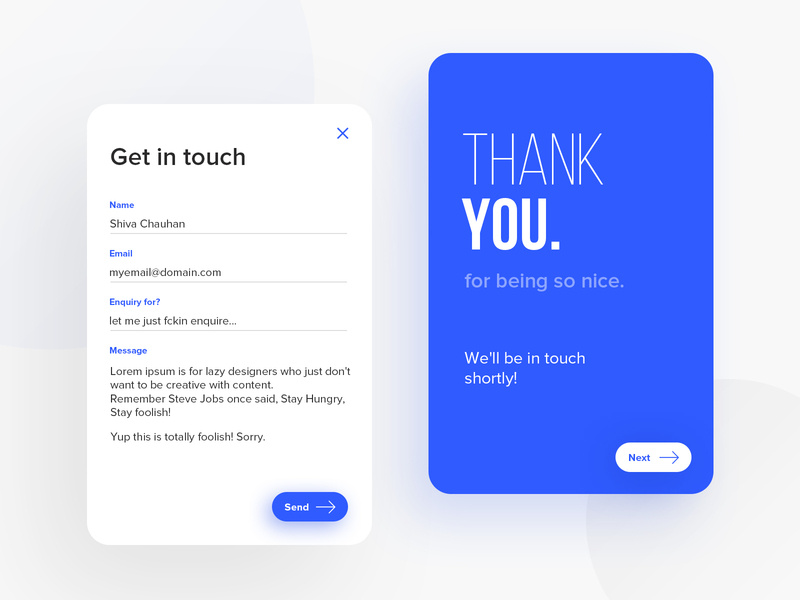 Get in touch
Name
Shiva Chauhan
Email
myemail@domain.com
Enquiry for?
let me just fckin enquire...
Message
Lorem ipsum is for lazy designers who just don't
want to be creative with content.
Remember Steve Jobs once said, Stay Hungry,
Stay foolish!
Yup this is totally foolish! Sorry.
Send
THANK
YOU.
for being so nice.
We'll be in touch
shortly!
Next